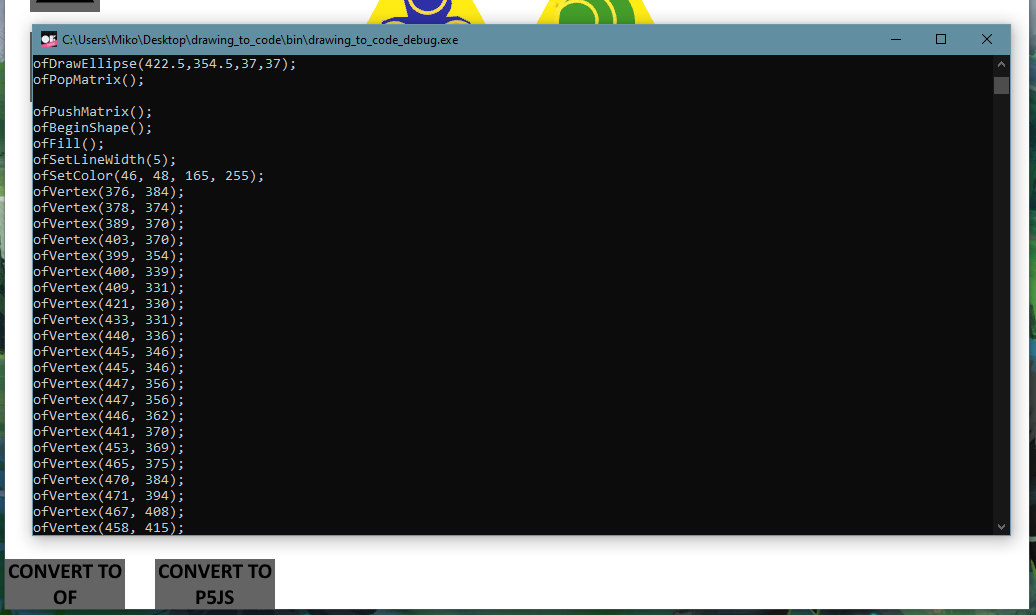 C:\Users\Miko\Desktop\drawing_to_code\bin\drawing_to_code_debug.exe
ofDrawEllipse(422.5,354.5,37,37);
ofPopMatrix();
ofPushMatrix();
ofBeginShape();
ofFill();
ofSetLineWidth(5);
ofSetColor(46, 48, 165, 255);
ofVertex(376, 384);
ofVertex(378, 374);
ofVertex(389, 370);
ofVertex(403, 370);
ofVertex(399, 354);
ofVertex(400, 339);
ofVertex(409, 331);
ofVertex(421, 330);
ofVertex(433, 331);
ofVertex(440, 336);
ofVertex(445, 346);
ofVertex(445, 346);
ofVertex(447, 356);
ofVertex(447, 356);
ofVertex(446, 362);
ofVertex(441, 370);
ofVertex(453, 369);
ofVertex(465, 375);
ofVertex(470, 384);
ofVertex(471, 394);
ofVertex(467, 408);
ofVertex(458, 415);
CONVERT TO
OF
CONVERT TO
P5JS